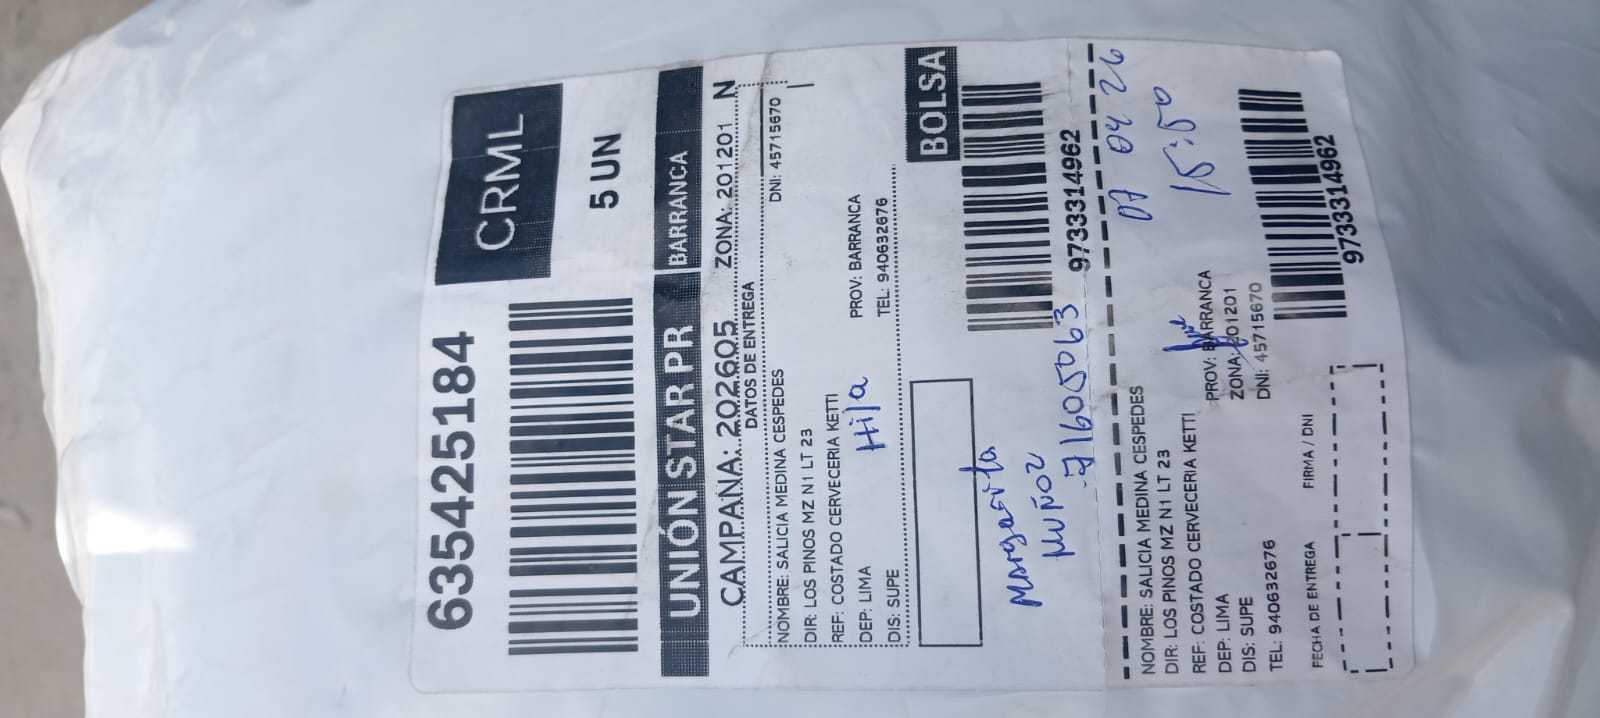 635425184
CRML
5 UN
UNIÓN STAR PR BARRANCA
CAMPAÑA: 202605 ZONA: 201201 N
DATOS DE ENTREGA
NOMBRE: SALICIA MEDINA CESPEDES DNI: 45715670
DIR: LOS PINOS MZ N1 LT 23
REF: COSTADO CERVECERIA KETTI
DEP: LIMA PROV: BARRANCA
Hija
DIS: SUPE TEL: 940632676
BOLSA
Margarita
Muñoz
71605063
9733314962
07 04 26
15:50
NOMBRE: SALICIA MEDINA CESPEDES
DIR: LOS PINOS MZ N1 LT 23
REF: COSTADO CERVECERIA KETTI
DEP: LIMA PROV: BARRANCA
DIS: SUPE ZONA: 201201
TEL: 940632676 DNI: 45715670
FECHA DE ENTREGA FIRMA / DNI
9733314962